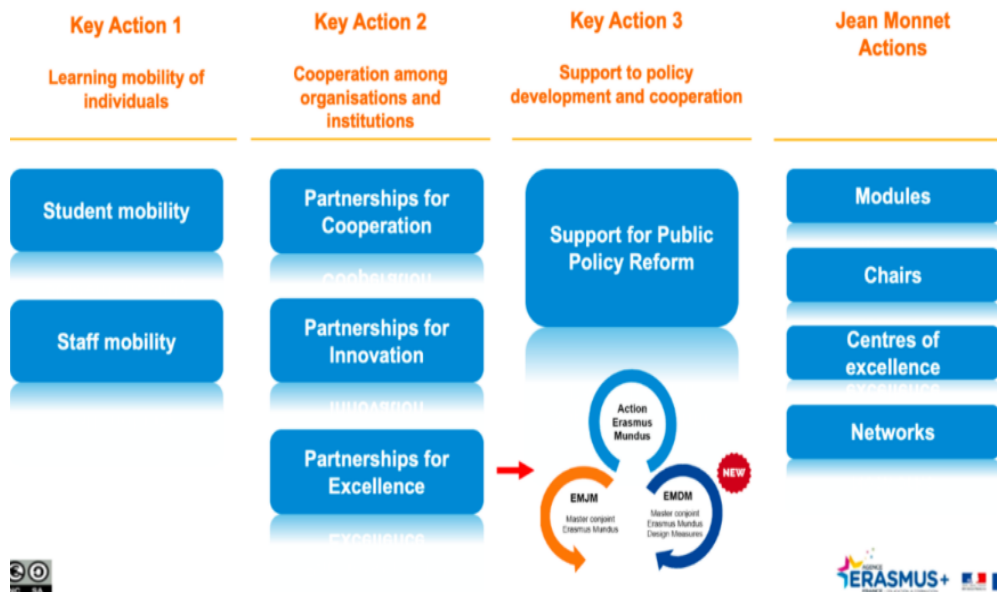 Key Action 1
Learning mobility of
individuals
Student mobility
Staff mobility
Key Action 2
Cooperation among
organisations and
institutions
Partnerships for
Cooperation
Partnerships for
Innovation
Partnerships for
Excellence
Key Action 3
Support to policy
development and cooperation
Support for Public
Policy Reform
Action
Erasmus
Mundus
EMJM
Master conjoint
Erasmus Mundus
NEW
EMDM
Master conjoint
Erasmus Mundus
Design Measures
Jean Monnet
Actions
Modules
Chairs
Centres of
excellence
Networks
AGENCE
ERASMUS+